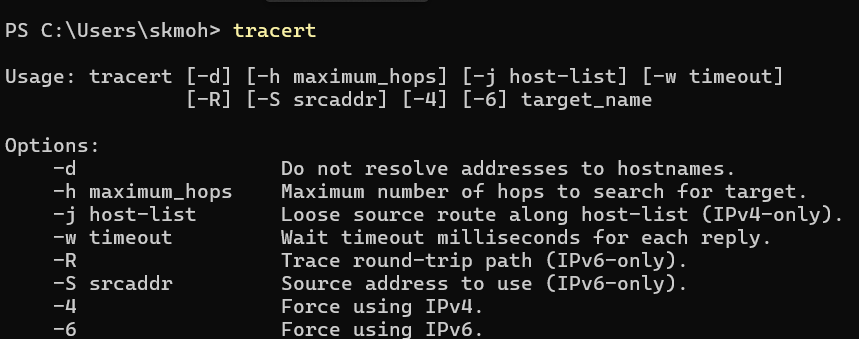 PS C:\Users\skmoh> tracert
Usage: tracert [-d] [-h maximum_hops] [-j host-list] [-w timeout]
[-R] [-S srcaddr] [-4] [-6] target_name
Options:
-d Do not resolve addresses to hostnames.
-h maximum_hops Maximum number of hops to search for target.
-j host-list Loose source route along host-list (IPv4-only).
-w timeout Wait timeout milliseconds for each reply.
-R Trace round-trip path (IPv6-only).
-S srcaddr Source address to use (IPv6-only).
-4 Force using IPv4.
-6 Force using IPv6.